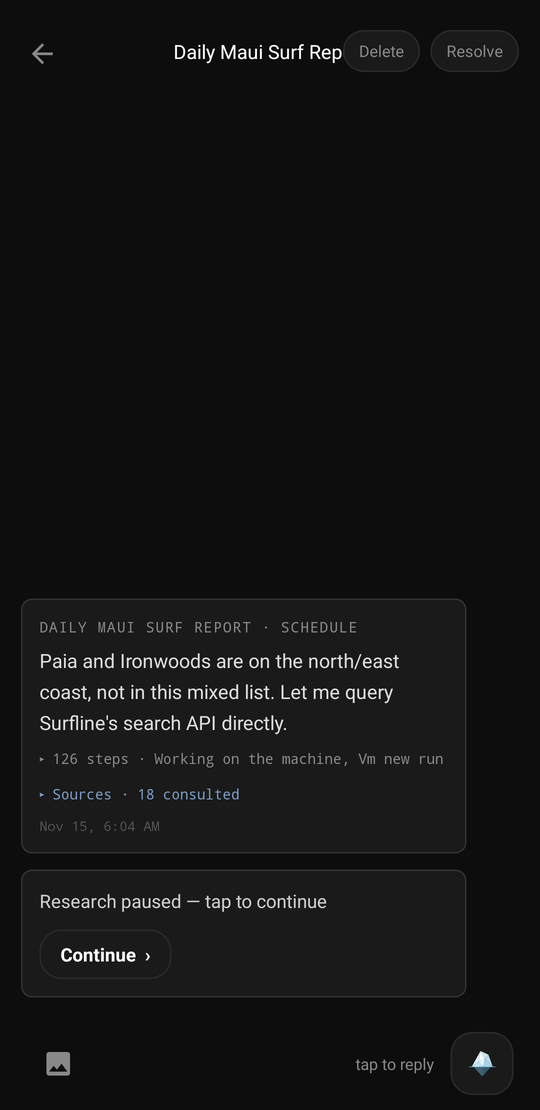 Daily Maui Surf Rep
Delete
Resolve
DAILY MAUI SURF REPORT · SCHEDULE
Paia and Ironwoods are on the north/east
coast, not in this mixed list. Let me query
Surfline's search API directly.
▸ 126 steps · Working on the machine, Vm new run
▸ Sources · 18 consulted
Nov 15, 6:04 AM
Research paused — tap to continue
Continue ›
tap to reply